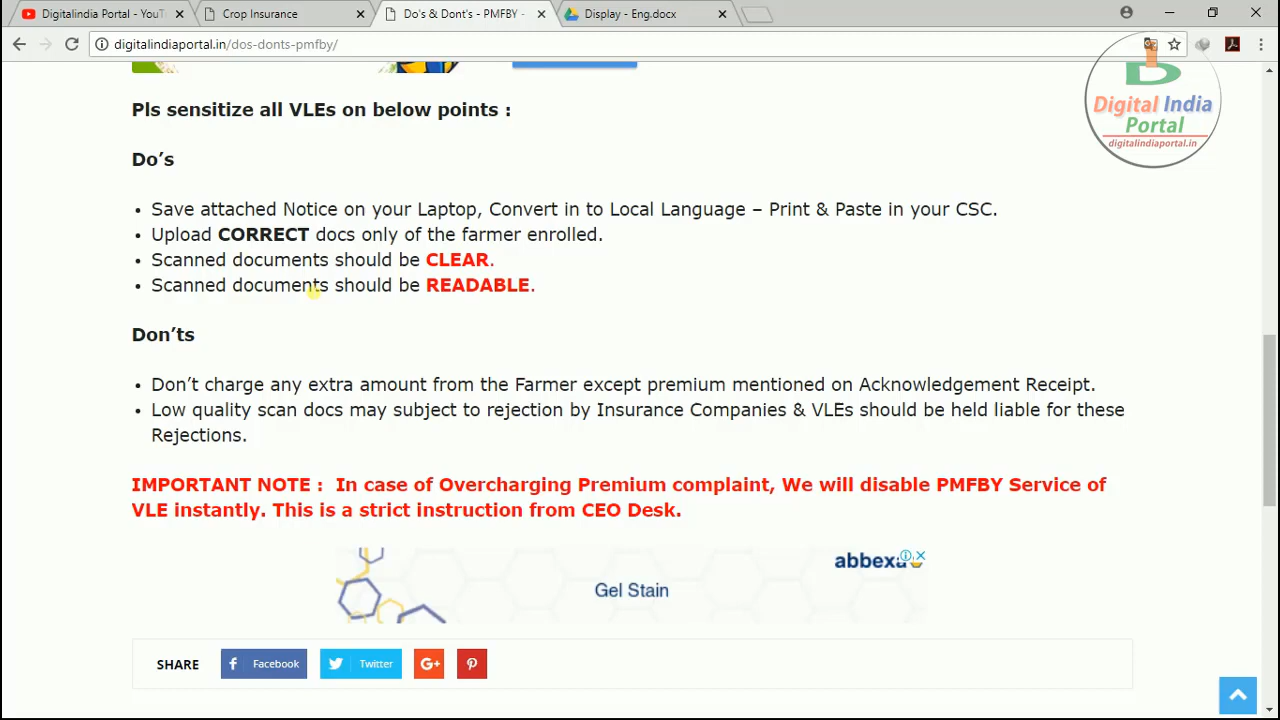 Digitalindia Portal - YouT
Crop Insurance
Do's & Dont's - PMFBY -
Display - Eng.docx
digitalindiaportal.in/dos-donts-pmfby/
Digital India
Portal
digitalindiaportal.in
Pls sensitize all VLEs on below points :
Do’s
• Save attached Notice on your Laptop, Convert in to Local Language – Print & Paste in your CSC.
• Upload CORRECT docs only of the farmer enrolled.
• Scanned documents should be CLEAR.
• Scanned documents should be READABLE.
Don’ts
• Don’t charge any extra amount from the Farmer except premium mentioned on Acknowledgement Receipt.
• Low quality scan docs may subject to rejection by Insurance Companies & VLEs should be held liable for these
Rejections.
IMPORTANT NOTE : In case of Overcharging Premium complaint, We will disable PMFBY Service of
VLE instantly. This is a strict instruction from CEO Desk.
abbexa
Gel Stain
SHARE
Facebook
Twitter
G+